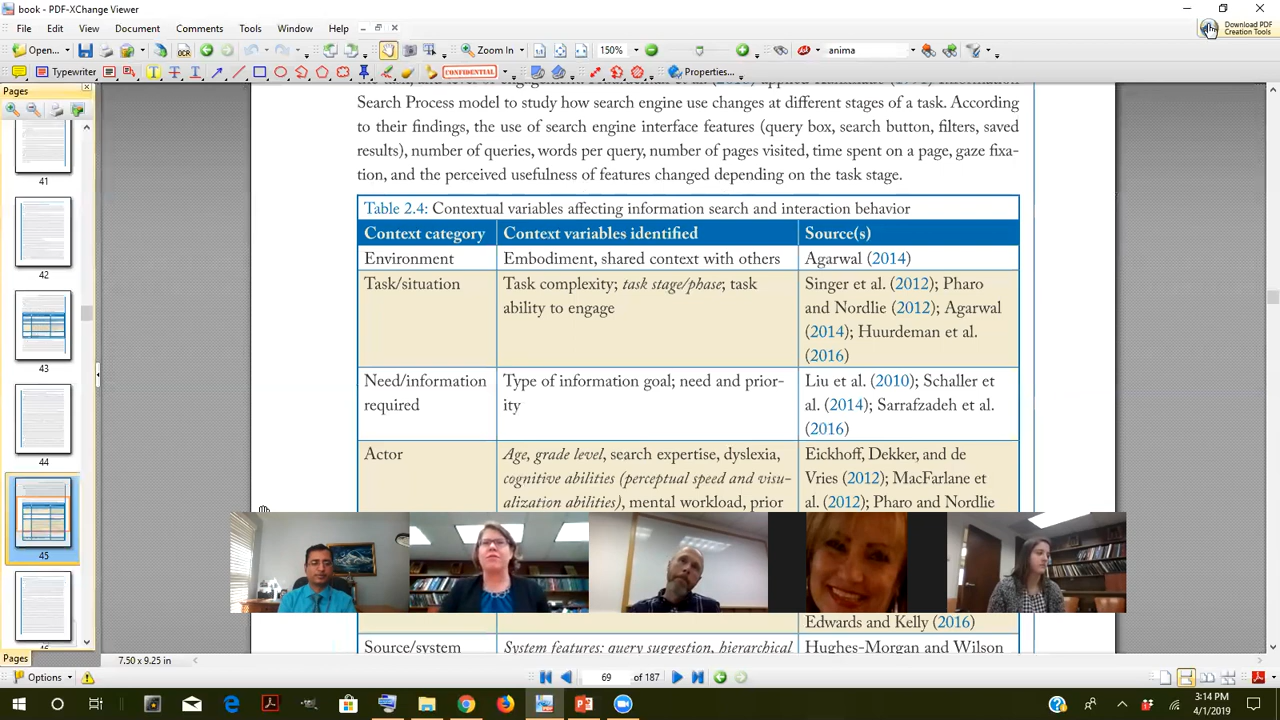 book - PDF-XChange Viewer
File Edit View Document Comments Tools Window Help
Download PDF
Creation Tools
Open... OCR Zoom In 150% anima
Typewriter CONFIDENTIAL Properties...
Pages
41
42
43
44
45
Search Process model to study how search engine use changes at different stages of a task. According
to their findings, the use of search engine interface features (query box, search button, filters, saved
results), number of queries, words per query, number of pages visited, time spent on a page, gaze fixa-
tion, and the perceived usefulness of features changed depending on the task stage.
Table 2.4: Contextual variables affecting information search and interaction behavior
Context category Context variables identified Source(s)
Environment Embodiment, shared context with others Agarwal (2014)
Task/situation Task complexity; task stage/phase; task Singer et al. (2012); Pharo
ability to engage and Nordlie (2012); Agarwal
(2014); Huurdeman et al.
(2016)
Need/information Type of information goal; need and prior- Liu et al. (2010); Schaller et
required ity al. (2014); Sarrafzadeh et al.
(2016)
Actor Age, grade level, search expertise, dyslexia, Eickhoff, Dekker, and de
cognitive abilities (perceptual speed and visu- Vries (2012); MacFarlane et
alization abilities), mental workload, prior al. (2012); Pharo and Nordlie
Edwards and Kelly (2016)
Source/system System features: query suggestion, hierarchical Hughes-Morgan and Wilson
Pages
7.50 x 9.25 in
Options 69 of 187
3:14 PM
4/1/2019